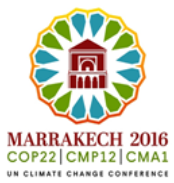 MARRAKECH 2016
COP22|CMP12|CMA1
UN CLIMATE CHANGE CONFERENCE